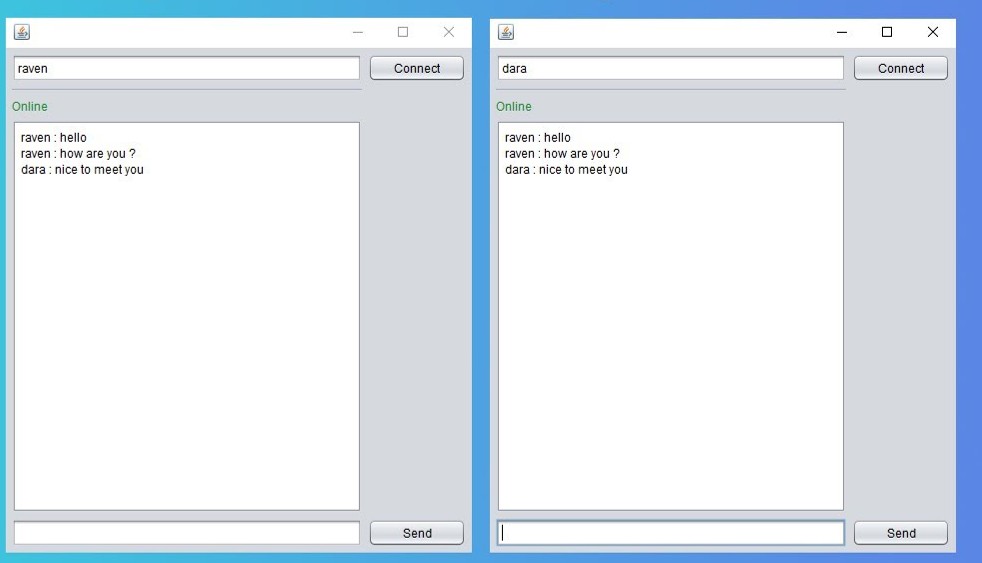 raven
Connect
Online
raven : hello
raven : how are you ?
dara : nice to meet you
Send
dara
Connect
Online
raven : hello
raven : how are you ?
dara : nice to meet you
Send